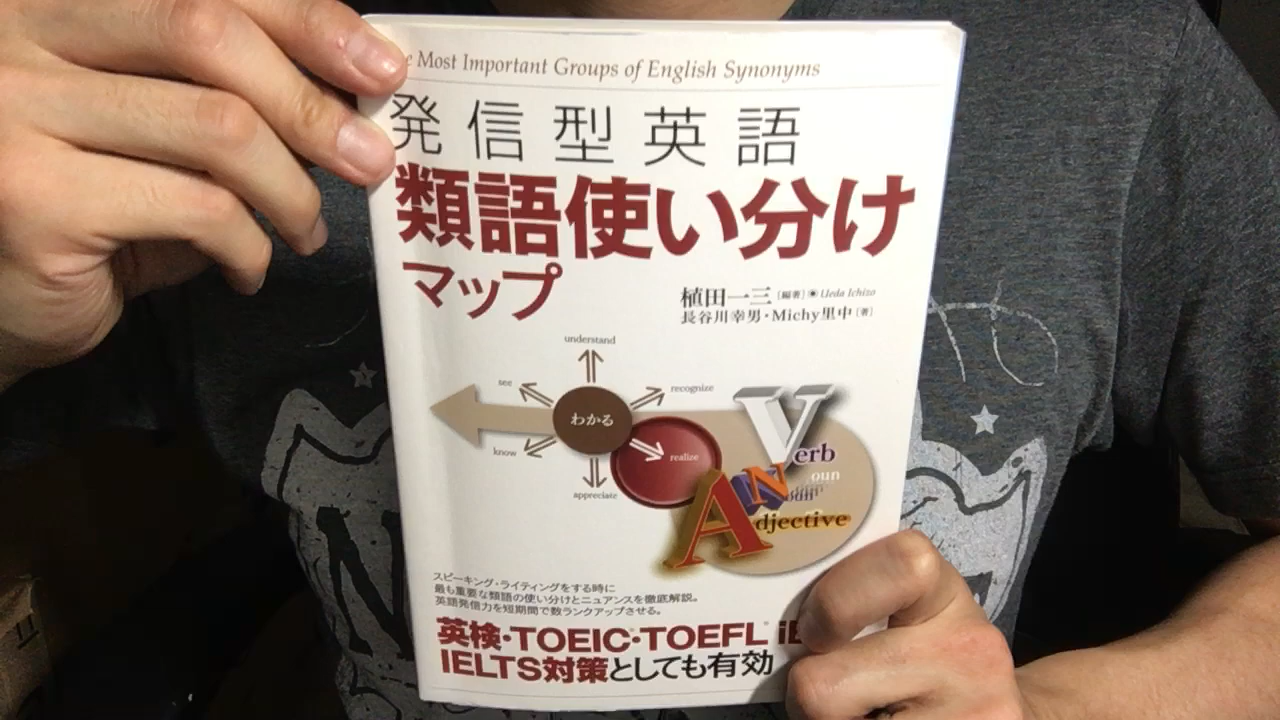 Most Important Groups of English Synonyms
発信型英語
類語使い分け
マップ
植田一三 [編著] ◉ Ueda Ichizo
長谷川幸男・Michy里中 [著]
understand
see
recognize
わかる
know
realize
appreciate
Verb
Noun
Adjective
スピーキング・ライティングをする時に
最も重要な類語の使い分けとニュアンスを徹底解説。
英語発信力を短期間で数ランクアップさせる。
英検・TOEIC®・TOEFL®
IELTS対策としても有効